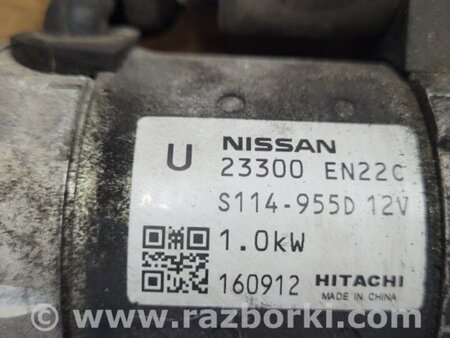 U NISSAN
23300 EN22C
S114-955D 12V
1.0kW
160912 HITACHI
MADE IN CHINA
© www.razborki.com/